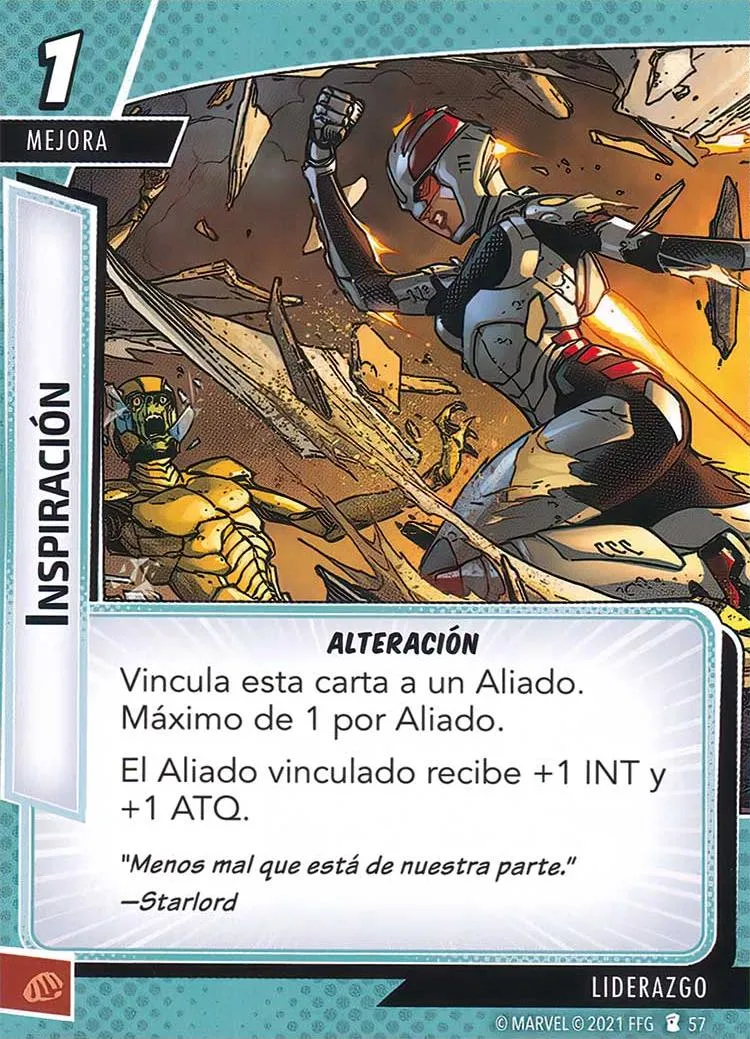 1
MEJORA
INSPIRACIÓN
ALTERACIÓN
Vincula esta carta a un Aliado.
Máximo de 1 por Aliado.
El Aliado vinculado recibe +1 INT y
+1 ATQ.
"Menos mal que está de nuestra parte."
—Starlord
LIDERAZGO
© MARVEL © 2021 FFG 57